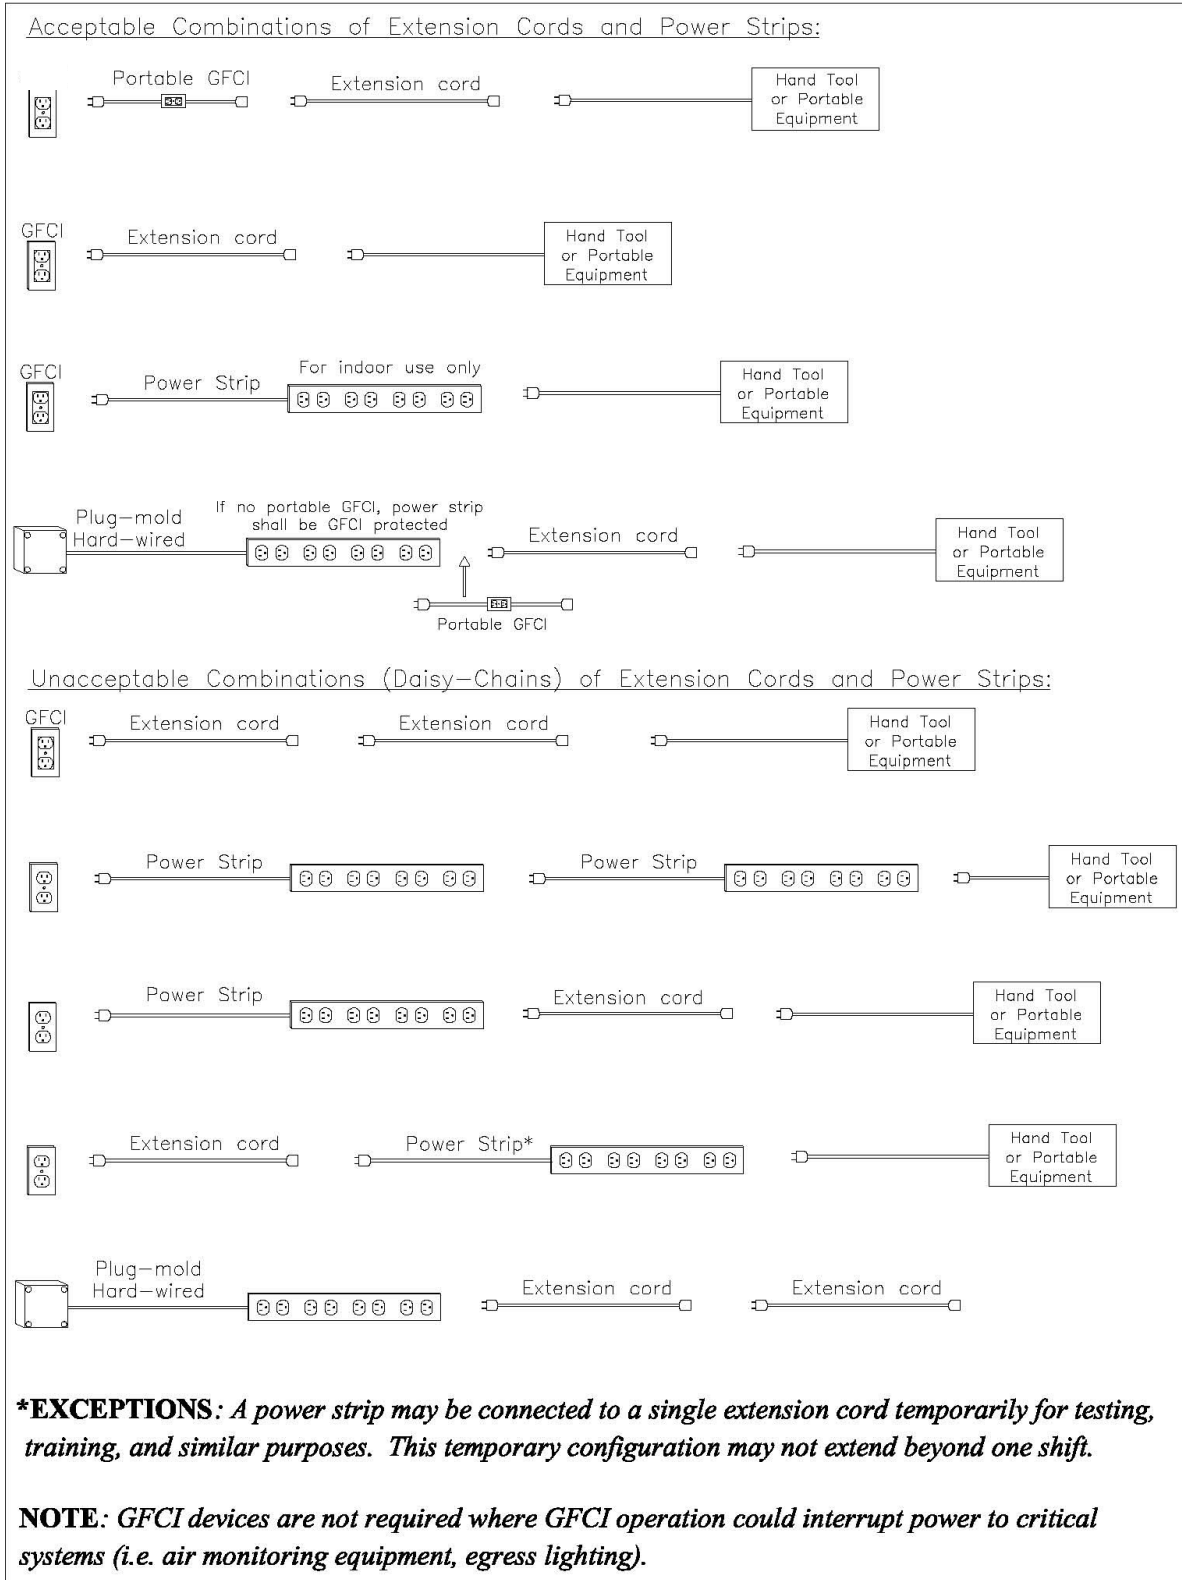 Acceptable Combinations of Extension Cords and Power Strips:
Portable GFCI
Extension cord
Hand Tool
or Portable
Equipment
GFCI
Extension cord
Hand Tool
or Portable
Equipment
GFCI
Power Strip
For indoor use only
Hand Tool
or Portable
Equipment
Plug-mold
Hard-wired
If no portable GFCI, power strip
shall be GFCI protected
Extension cord
Hand Tool
or Portable
Equipment
Portable GFCI
Unacceptable Combinations (Daisy-Chains) of Extension Cords and Power Strips:
GFCI
Extension cord
Extension cord
Hand Tool
or Portable
Equipment
Power Strip
Power Strip
Hand Tool
or Portable
Equipment
Power Strip
Extension cord
Hand Tool
or Portable
Equipment
Extension cord
Power Strip*
Hand Tool
or Portable
Equipment
Plug-mold
Hard-wired
Extension cord
Extension cord
*EXCEPTIONS: A power strip may be connected to a single extension cord temporarily for testing,
training, and similar purposes. This temporary configuration may not extend beyond one shift.
NOTE: GFCI devices are not required where GFCI operation could interrupt power to critical
systems (i.e. air monitoring equipment, egress lighting).